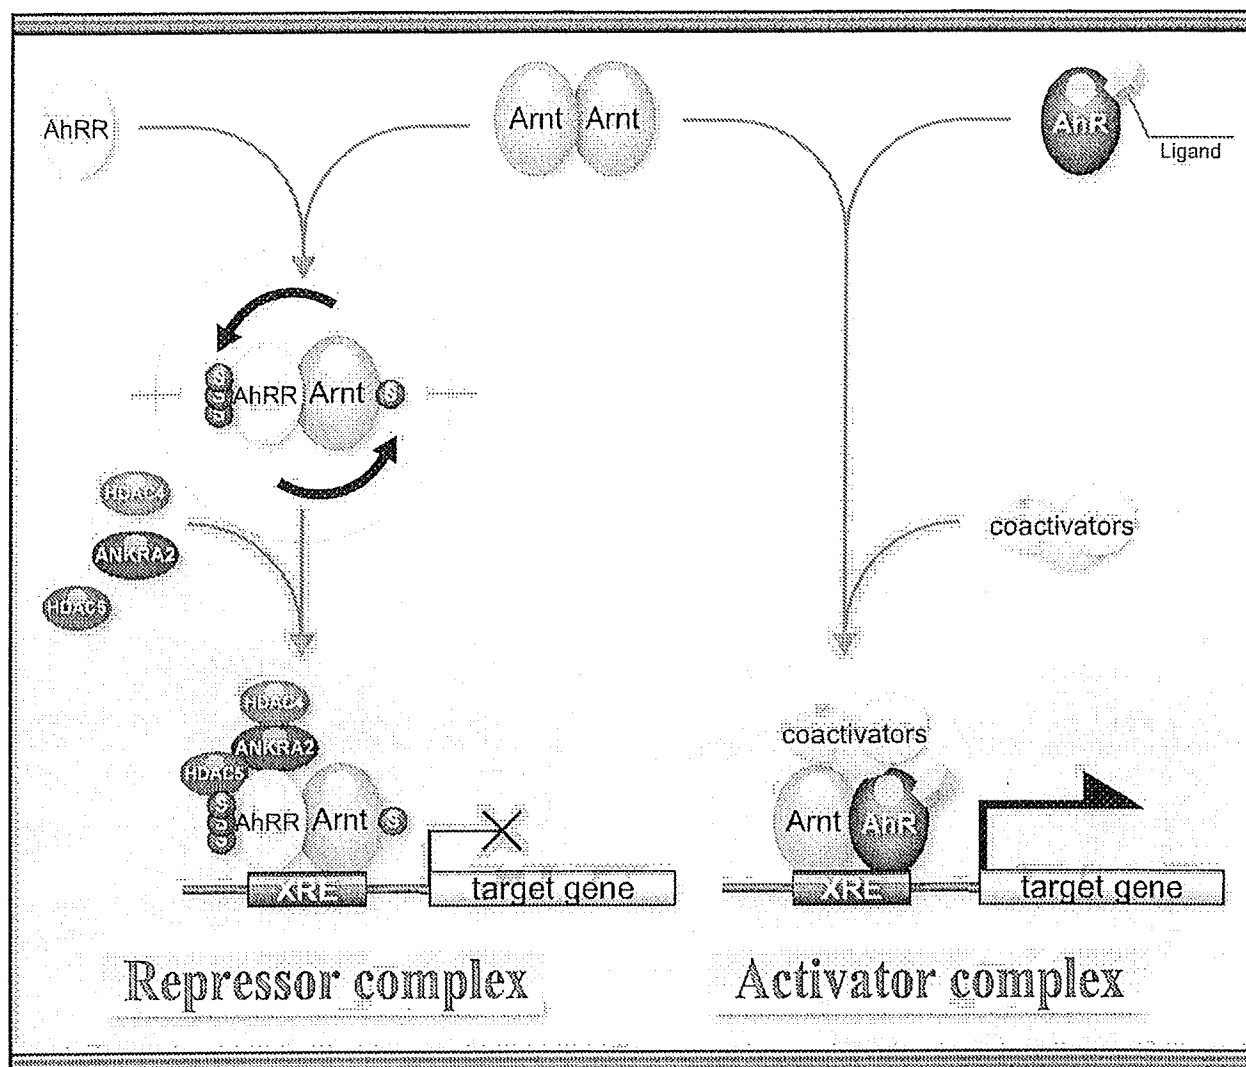 AhRR
Arnt Arnt
AhR
Ligand
S
S
S
AhRR Arnt S
HDAC4
ANKRA2
HDAC5
coactivators
HDAC4
ANKRA2
HDAC5
S
S
S
AhRR Arnt S
XRE
target gene
coactivators
Arnt AhR
XRE
target gene
Repressor complex
Activator complex